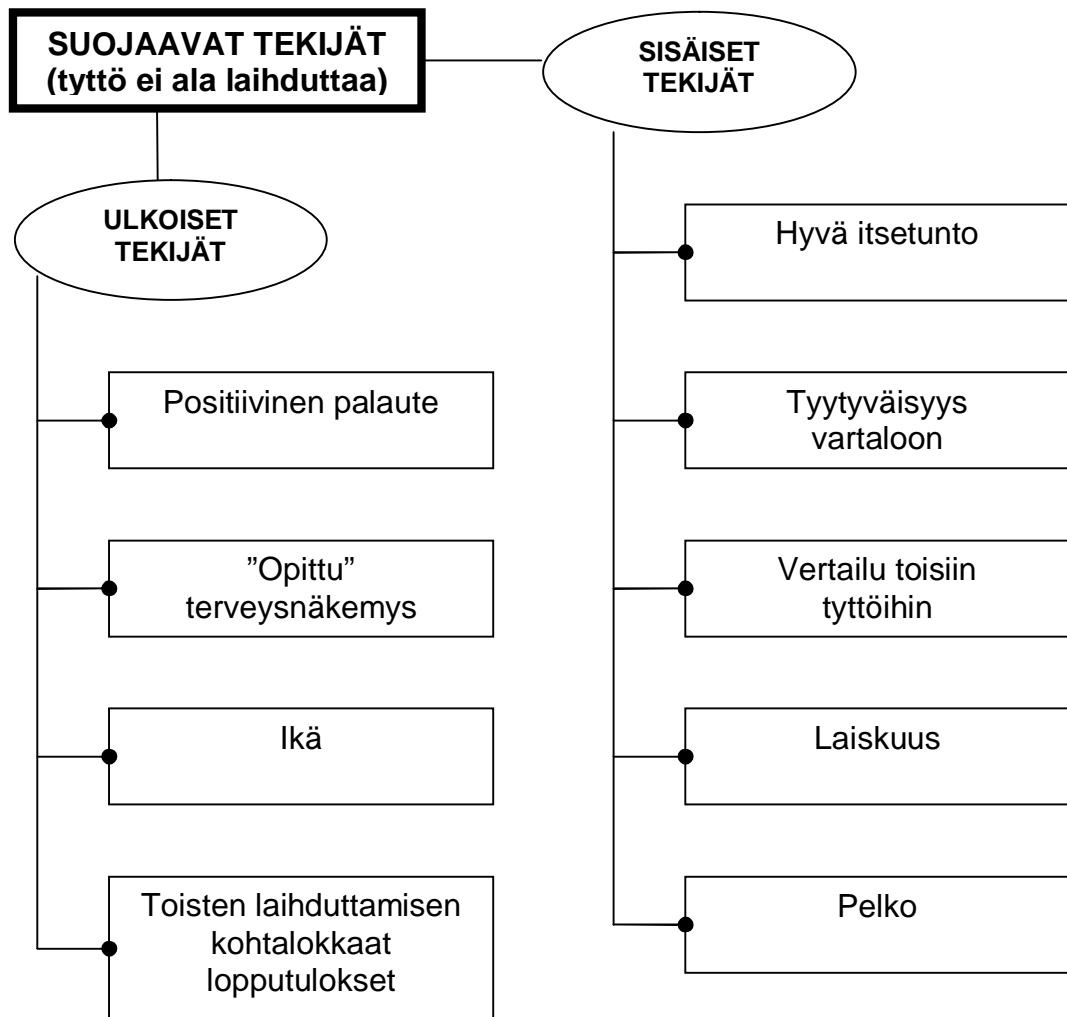 SUOJAAVAT TEKIJÄT
(tyttö ei ala laihduttaa)
SISÄISET
TEKIJÄT
ULKOISET
TEKIJÄT
Positiivinen palaute
”Opittu”
terveysnäkemys
Ikä
Toisten laihduttamisen
kohtalokkaat
lopputulokset
Hyvä itsetunto
Tyytyväisyys
vartaloon
Vertailu toisiin
tyttöihin
Laiskuus
Pelko